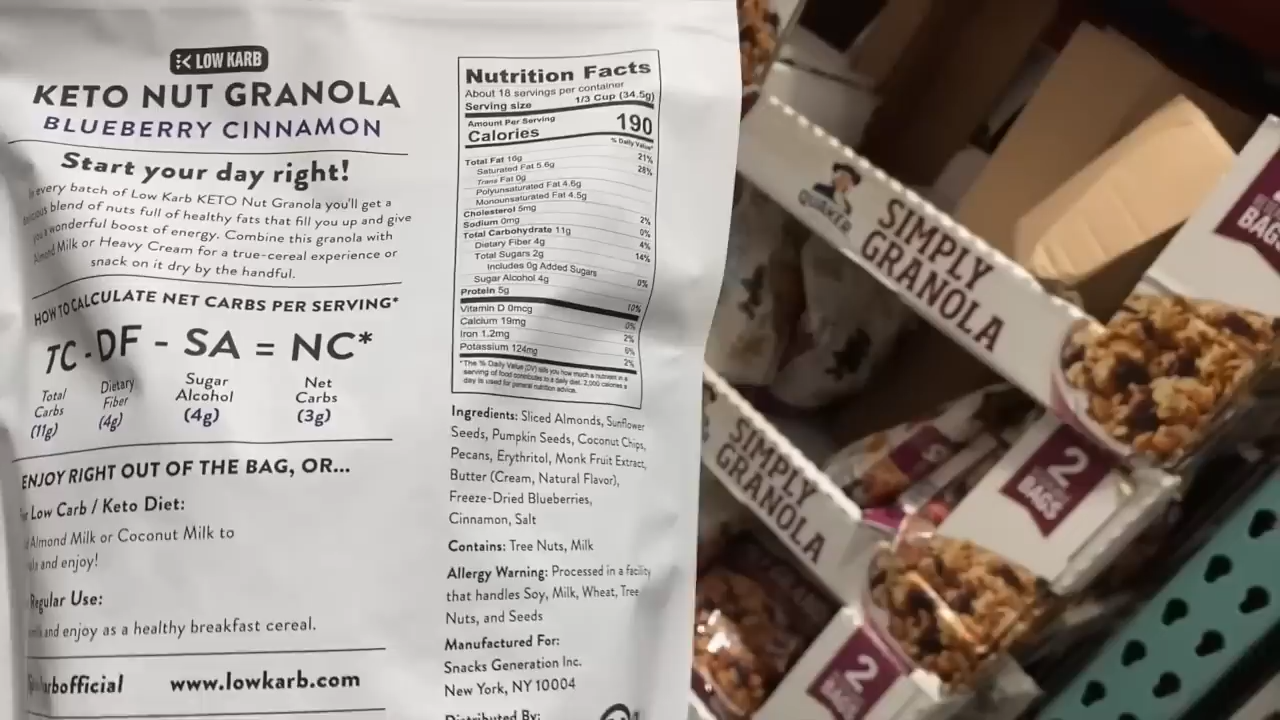 LOW KARB
KETO NUT GRANOLA
BLUEBERRY CINNAMON
Start your day right!
every batch of Low Karb KETO Nut Granola you'll get a
blend of nuts full of healthy fats that fill you up and give
you wonderful boost of energy. Combine this granola with
Almond Milk or Heavy Cream for a true-cereal experience or
snack on it dry by the handful.
HOW TO CALCULATE NET CARBS PER SERVING*
TC - DF - SA = NC*
Total Dietary Sugar Net
Carbs Fiber Alcohol Carbs
(11g) (4g) (4g) (3g)
ENJOY RIGHT OUT OF THE BAG, OR...
Low Carb / Keto Diet:
Almond Milk or Coconut Milk to
and enjoy!
Regular Use:
and enjoy as a healthy breakfast cereal.
www.lowkarb.com
Nutrition Facts
About 18 servings per container
Serving size 1/3 Cup (34.5g)
Amount Per Serving
Calories 190
% Daily Value*
Total Fat 16g 21%
Saturated Fat 5.6g 28%
Trans Fat 0g
Polyunsaturated Fat 4.6g
Monounsaturated Fat 4.5g
Cholesterol 5mg 2%
Sodium 0mg 0%
Total Carbohydrate 11g 4%
Dietary Fiber 4g 14%
Total Sugars 2g
Includes 0g Added Sugars 0%
Sugar Alcohol 4g
Protein 5g 10%
Vitamin D 0mcg 0%
Calcium 19mg 2%
Iron 1.2mg 6%
Potassium 124mg 2%
*The % Daily Value (DV) tells you how much a nutrient in a
serving of food contributes to a daily diet. 2,000 calories a
day is used for general nutrition advice.
Ingredients: Sliced Almonds, Sunflower
Seeds, Pumpkin Seeds, Coconut Chips,
Pecans, Erythritol, Monk Fruit Extract,
Butter (Cream, Natural Flavor),
Freeze-Dried Blueberries,
Cinnamon, Salt
Contains: Tree Nuts, Milk
Allergy Warning: Processed in a facility
that handles Soy, Milk, Wheat, Tree
Nuts, and Seeds
Manufactured For:
Snacks Generation Inc.
New York, NY 10004
Distributed By:
QUAKER
SIMPLY
GRANOLA
2
BAGS
SIMPLY
GRANOLA
2
BAGS
BAGS